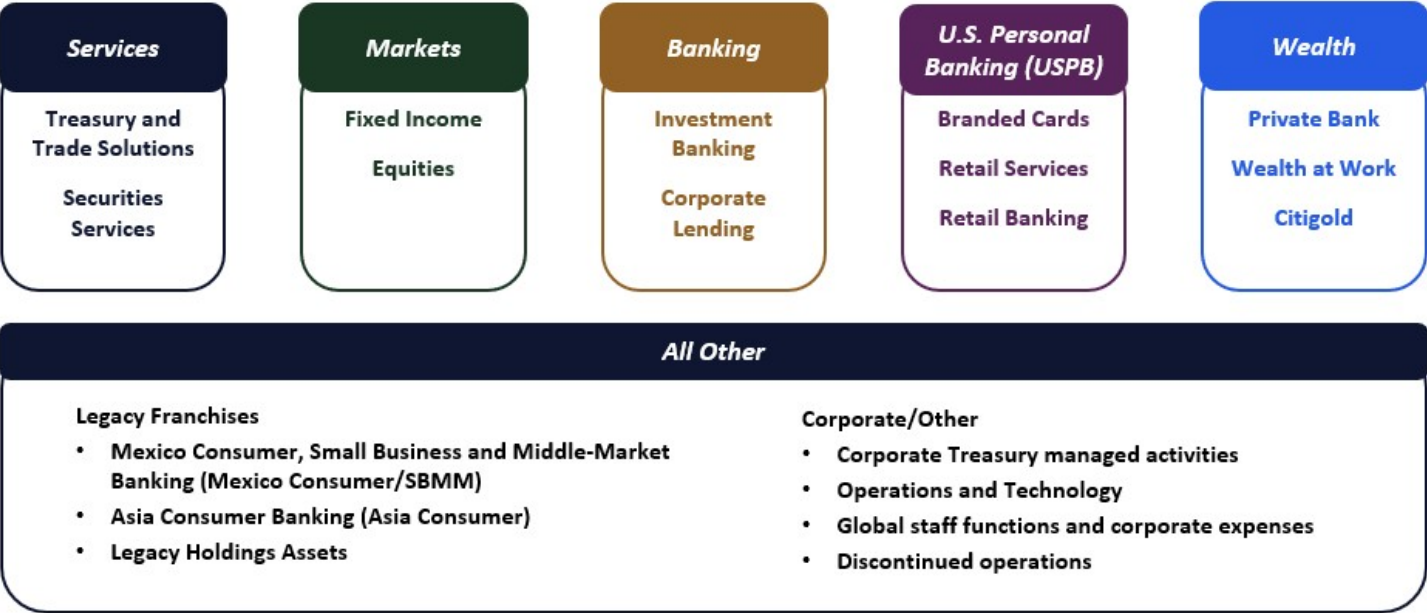 Services
Treasury and
Trade Solutions
Securities
Services
Markets
Fixed Income
Equities
Banking
Investment
Banking
Corporate
Lending
U.S. Personal
Banking (USPB)
Branded Cards
Retail Services
Retail Banking
Wealth
Private Bank
Wealth at Work
Citigold
All Other
Legacy Franchises
• Mexico Consumer, Small Business and Middle-Market
Banking (Mexico Consumer/SBMM)
• Asia Consumer Banking (Asia Consumer)
• Legacy Holdings Assets
Corporate/Other
• Corporate Treasury managed activities
• Operations and Technology
• Global staff functions and corporate expenses
• Discontinued operations